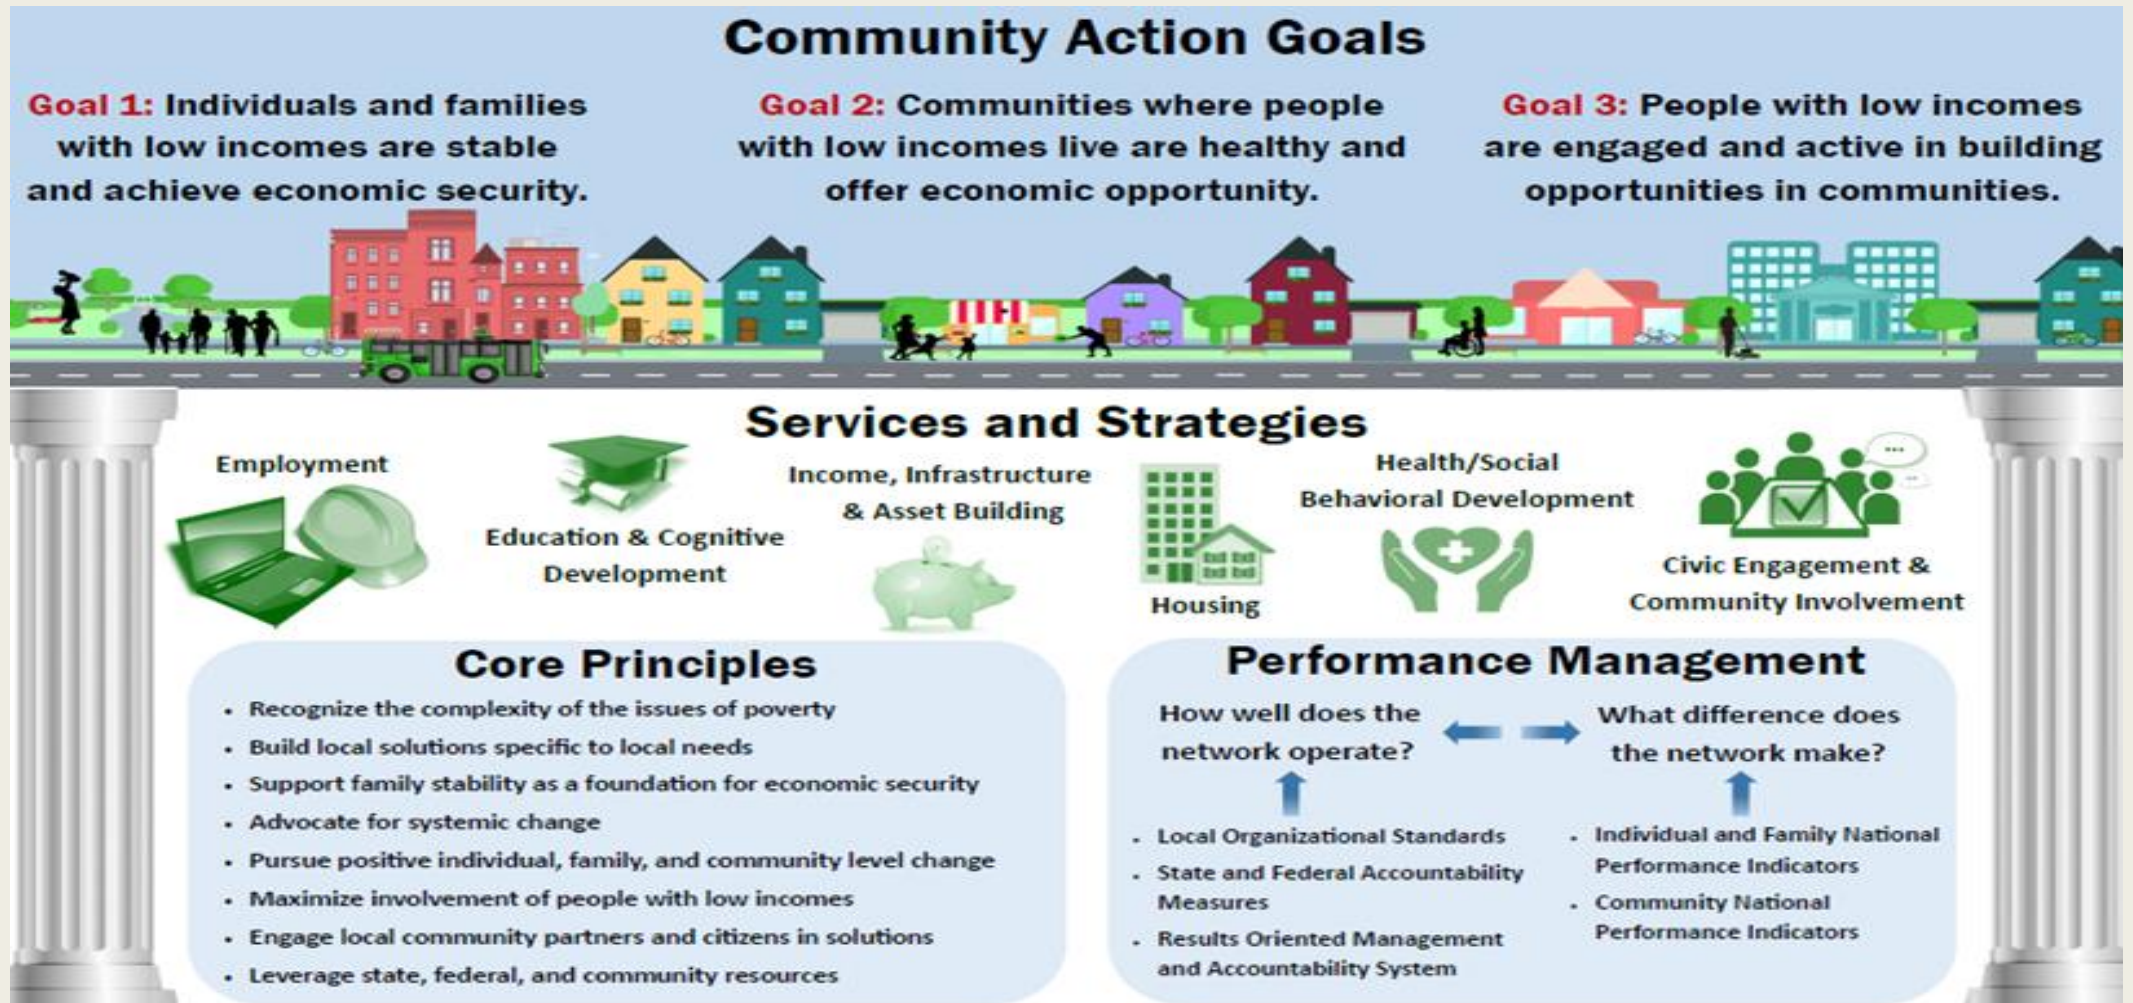 Community Action Goals
Goal 1: Individuals and families
with low incomes are stable
and achieve economic security.
Goal 2: Communities where people
with low incomes live are healthy and
offer economic opportunity.
Goal 3: People with low incomes
are engaged and active in building
opportunities in communities.
Services and Strategies
Employment
Education & Cognitive
Development
Income, Infrastructure
& Asset Building
Housing
Health/Social
Behavioral Development
Civic Engagement &
Community Involvement
Core Principles
• Recognize the complexity of the issues of poverty
• Build local solutions specific to local needs
• Support family stability as a foundation for economic security
• Advocate for systemic change
• Pursue positive individual, family, and community level change
• Maximize involvement of people with low incomes
• Engage local community partners and citizens in solutions
• Leverage state, federal, and community resources
Performance Management
How well does the
network operate?
• Local Organizational Standards
• State and Federal Accountability
Measures
• Results Oriented Management
and Accountability System
What difference does
the network make?
• Individual and Family National
Performance Indicators
• Community National
Performance Indicators